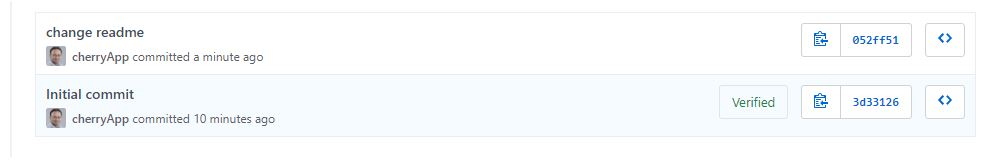 change readme
052ff51
cherryApp committed a minute ago
Initial commit
Verified
3d33126
cherryApp committed 10 minutes ago